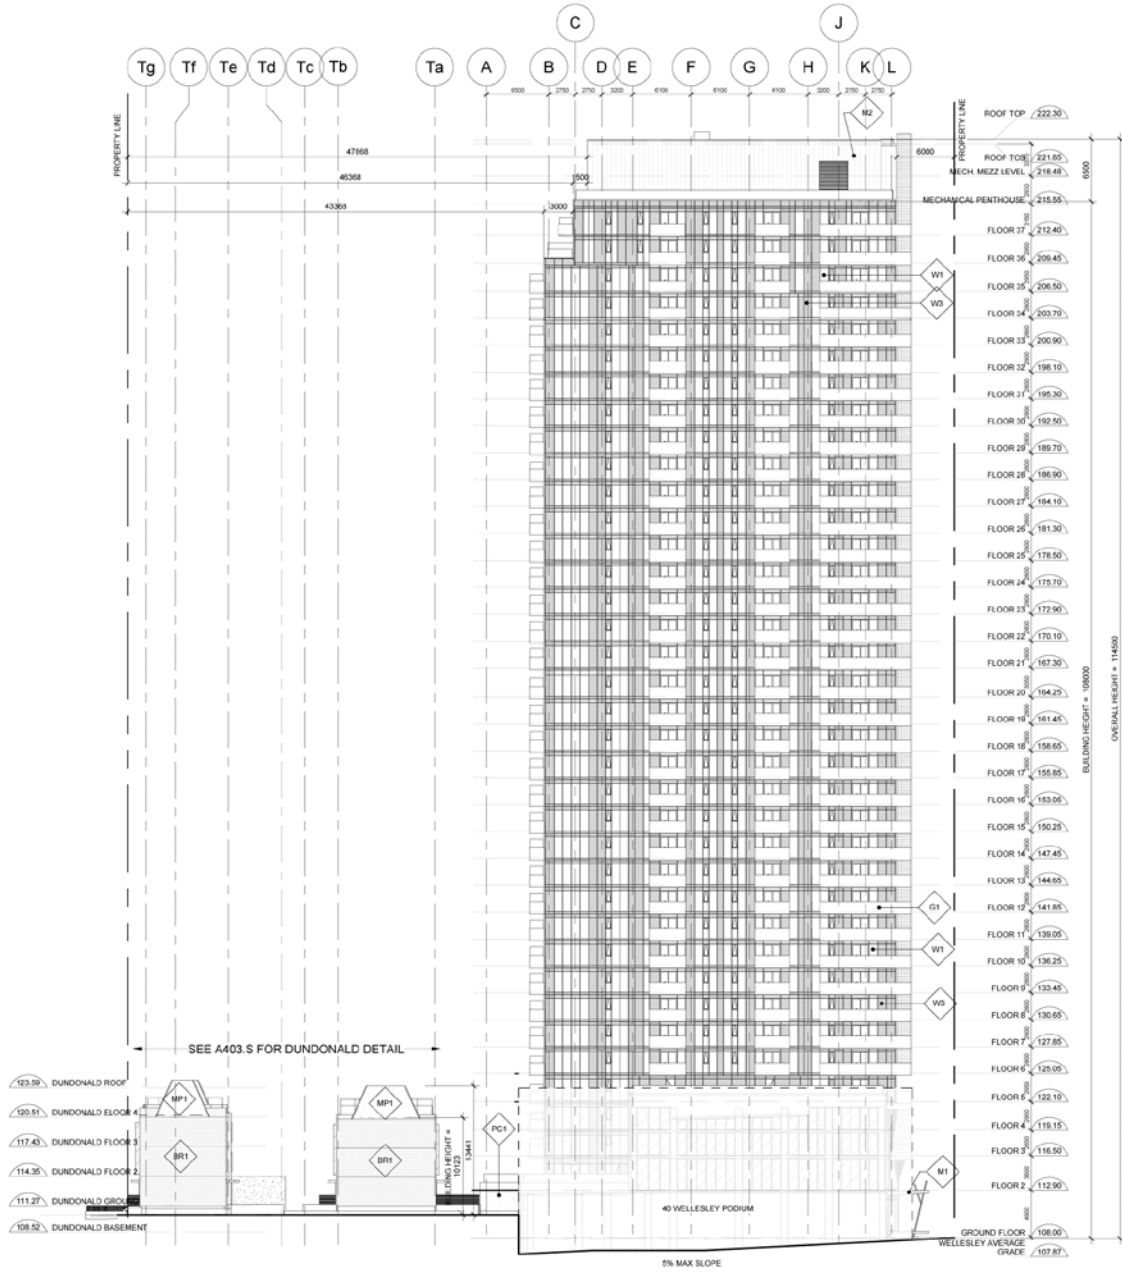 C
J
Tg
Tf
Te
Td
Tc
Tb
Ta
A
B
D
E
F
G
H
K
L
6500
2750
2750
3200
6100
6100
6100
3200
2750
2750
PROPERTY LINE
PROPERTY LINE
M2
47868
6000
46368
1500
43368
3000
ROOF TOP 222.30
ROOF TOP 221.65
MECH. MEZZ LEVEL 218.48
MECHANICAL PENTHOUSE 215.55
FLOOR 37 212.40
FLOOR 36 209.45
FLOOR 35 206.50
FLOOR 34 203.70
FLOOR 33 200.90
FLOOR 32 198.10
FLOOR 31 195.30
FLOOR 30 192.50
FLOOR 29 189.70
FLOOR 28 186.90
FLOOR 27 184.10
FLOOR 26 181.30
FLOOR 25 178.50
FLOOR 24 175.70
FLOOR 23 172.90
FLOOR 22 170.10
FLOOR 21 167.30
FLOOR 20 164.25
FLOOR 19 161.45
FLOOR 18 158.65
FLOOR 17 155.85
FLOOR 16 153.05
FLOOR 15 150.25
FLOOR 14 147.45
FLOOR 13 144.65
FLOOR 12 141.85
FLOOR 11 139.05
FLOOR 10 136.25
FLOOR 9 133.45
FLOOR 8 130.65
FLOOR 7 127.85
FLOOR 6 125.05
FLOOR 5 122.10
FLOOR 4 119.15
FLOOR 3 116.50
FLOOR 2 112.90
GROUND FLOOR 108.00
WELLESLEY AVERAGE
GRADE 107.87
6500
BUILDING HEIGHT = 108000
OVERALL HEIGHT = 114500
W1
W3
G1
W1
W3
M1
SEE A403.S FOR DUNDONALD DETAIL
123.59 DUNDONALD ROOF
120.51 DUNDONALD FLOOR 4
117.43 DUNDONALD FLOOR 3
114.35 DUNDONALD FLOOR 2
111.27 DUNDONALD GROUND
108.52 DUNDONALD BASEMENT
MP1
MP1
BR1
BR1
10123
13441
PC1
40 WELLESLEY PODIUM
5% MAX SLOPE